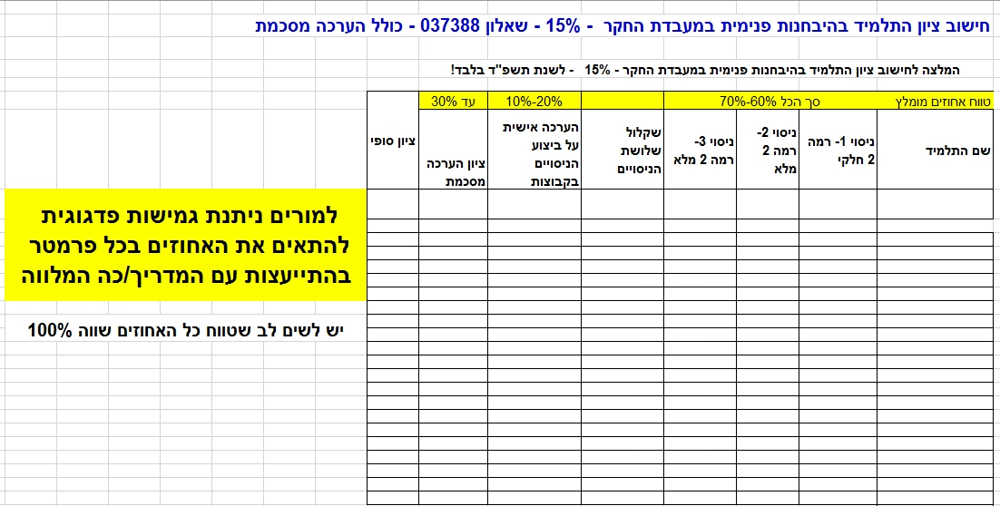 חישוב ציון התלמיד בהיבחנות פנימית במעבדת החקר - 15% - שאלון 037388 - כולל הערכה מסכמת
המלצה לחישוב ציון התלמיד בהיבחנות פנימית במעבדת החקר - 15% - לשנת תשפ"ד בלבד!
טווח אחוזים מומלץ
סך הכל 60%-70%
10%-20%
עד 30%
שם התלמיד
ניסוי 1- רמה
2 חלקי
ניסוי 2-
רמה 2
מלא
ניסוי 3-
רמה 2 מלא
שקלול
שלושת
הניסויים
הערכה אישית
על ביצוע
הניסויים
בקבוצות
ציון הערכה
מסכמת
ציון סופי
למורים ניתנת גמישות פדגוגית
להתאים את האחוזים בכל פרמטר
בהתייעצות עם המדריך/כה המלווה
יש לשים לב שטווח כל האחוזים שווה 100%